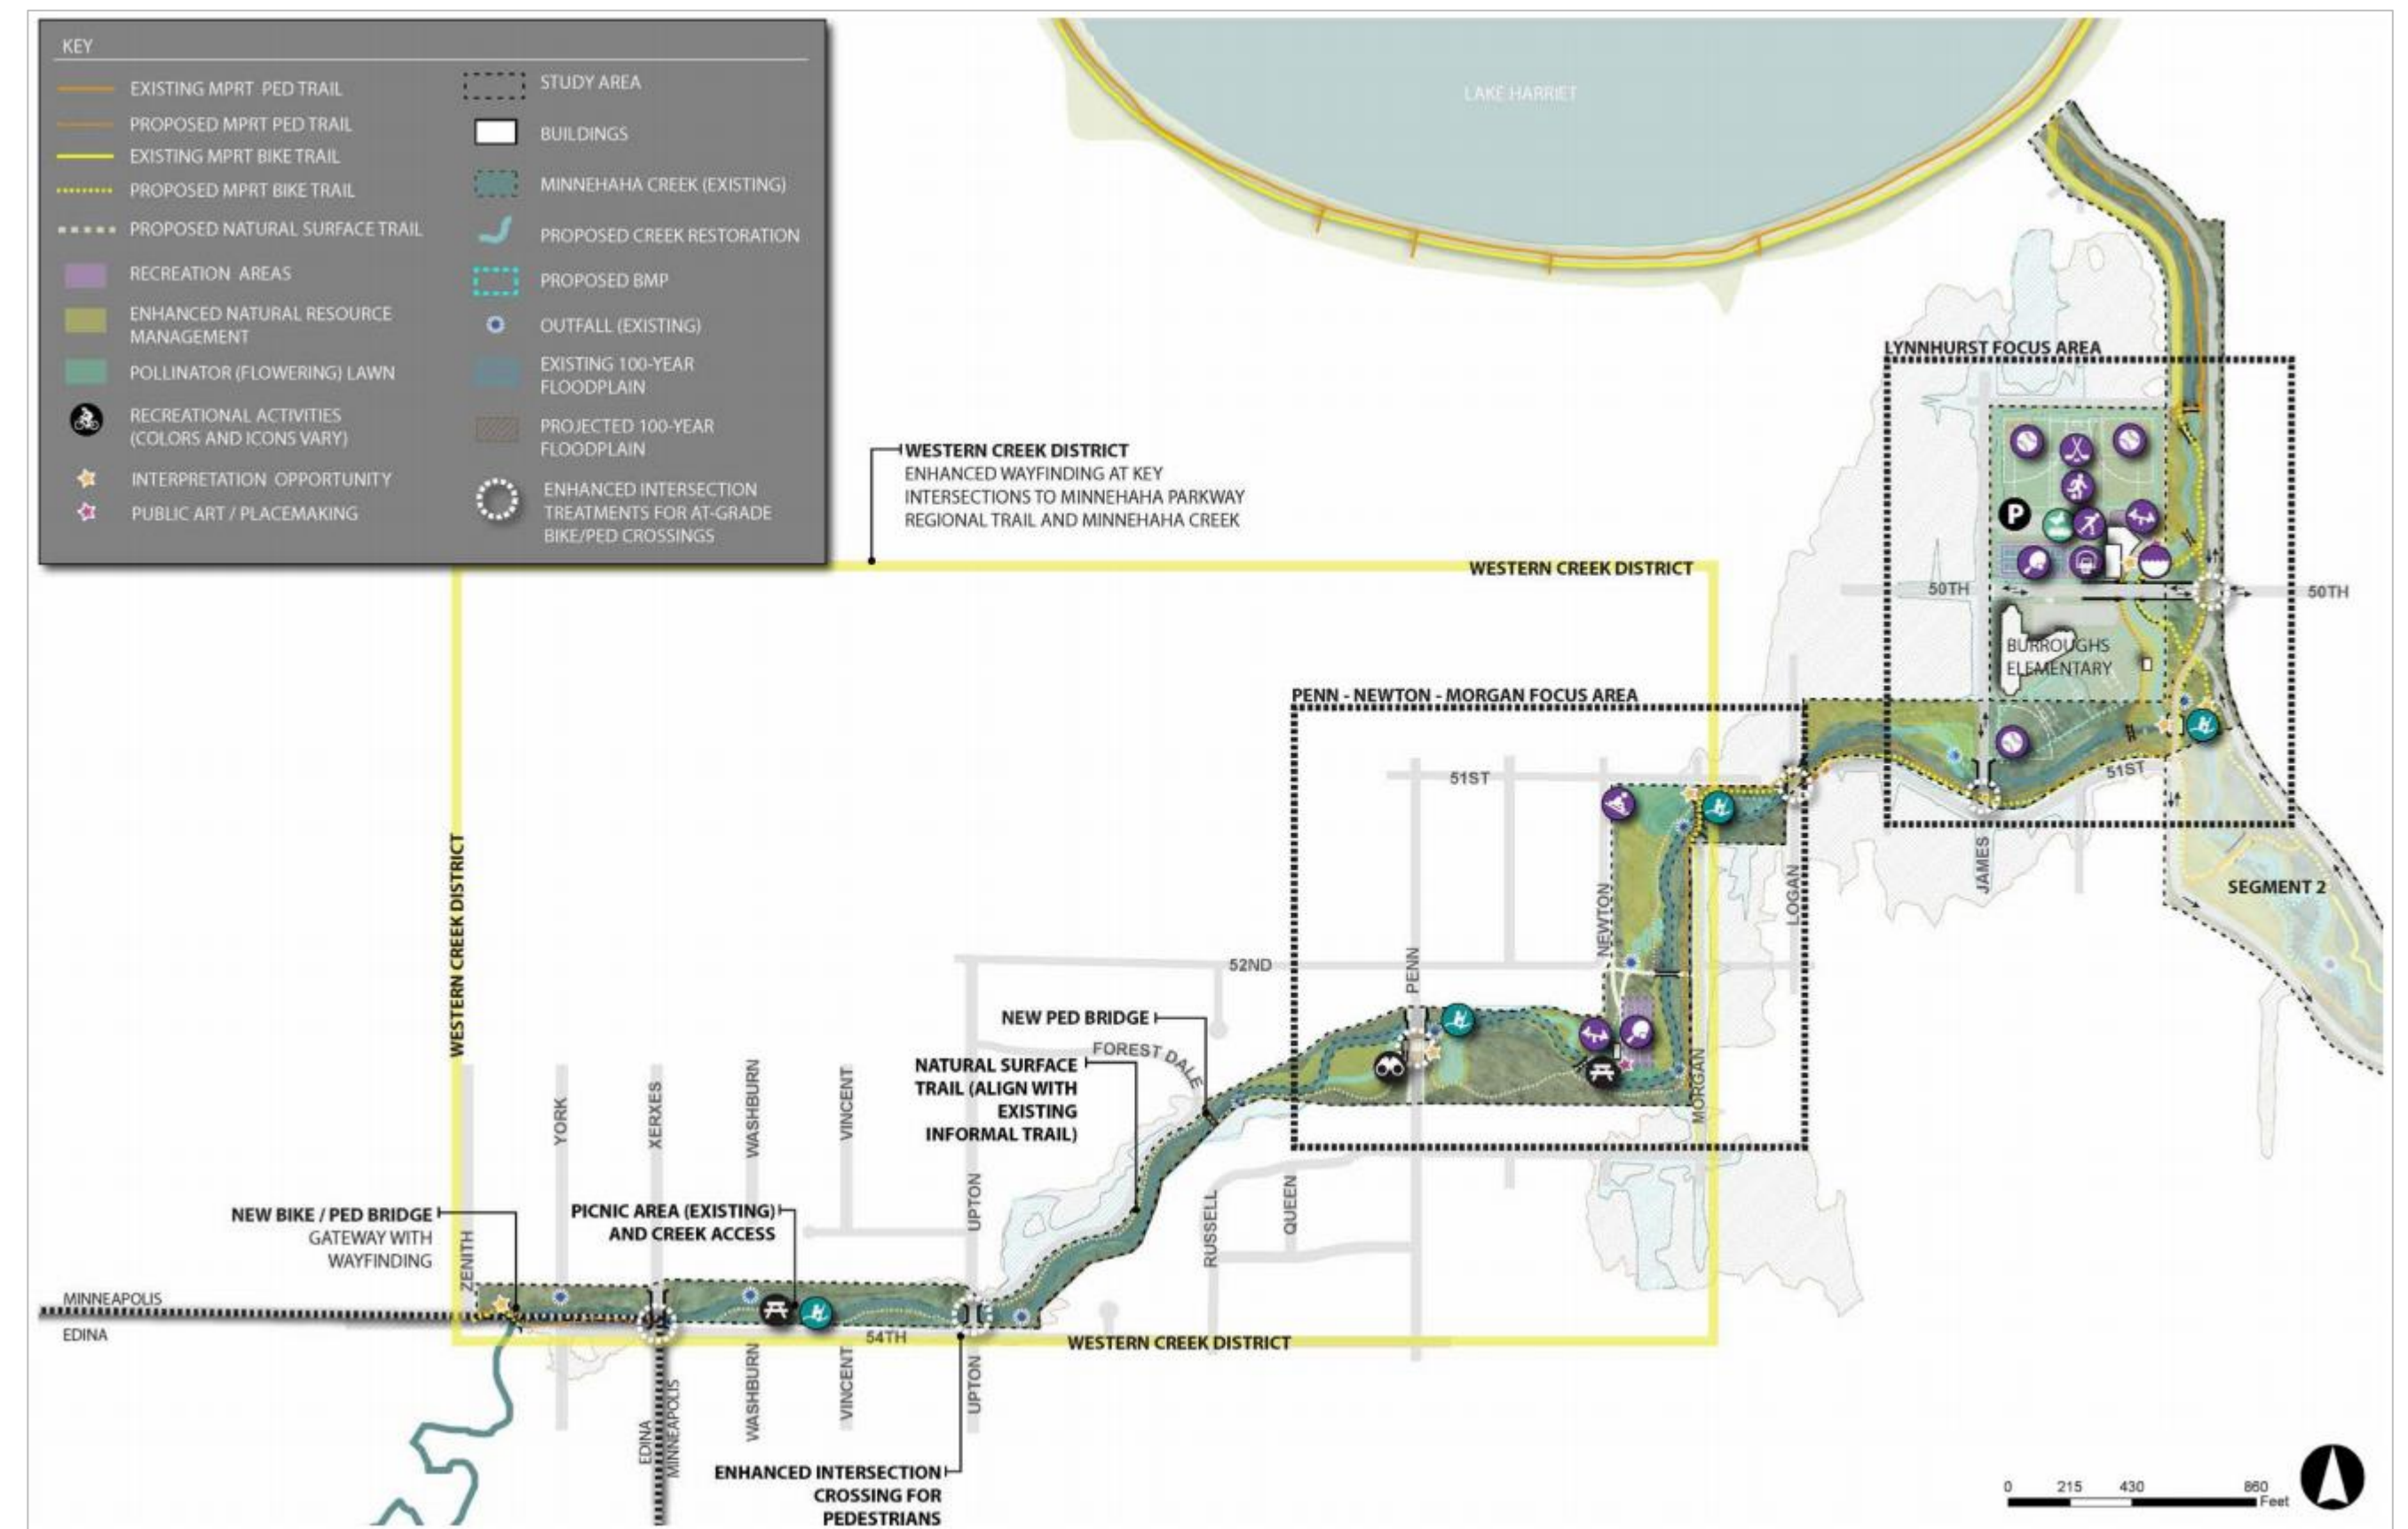 KEY
EXISTING MPRT PED TRAIL
PROPOSED MPRT PED TRAIL
EXISTING MPRT BIKE TRAIL
PROPOSED MPRT BIKE TRAIL
PROPOSED NATURAL SURFACE TRAIL
RECREATION AREAS
ENHANCED NATURAL RESOURCE
MANAGEMENT
POLLINATOR (FLOWERING) LAWN
RECREATIONAL ACTIVITIES
(COLORS AND ICONS VARY)
INTERPRETATION OPPORTUNITY
PUBLIC ART / PLACEMAKING
STUDY AREA
BUILDINGS
MINNEHAHA CREEK (EXISTING)
PROPOSED CREEK RESTORATION
PROPOSED BMP
OUTFALL (EXISTING)
EXISTING 100-YEAR
FLOODPLAIN
PROJECTED 100-YEAR
FLOODPLAIN
ENHANCED INTERSECTION
TREATMENTS FOR AT-GRADE
BIKE/PED CROSSINGS
LAKE HARRIET
LYNNHURST FOCUS AREA
WESTERN CREEK DISTRICT
ENHANCED WAYFINDING AT KEY
INTERSECTIONS TO MINNEHAHA PARKWAY
REGIONAL TRAIL AND MINNEHAHA CREEK
P
WESTERN CREEK DISTRICT
50TH
50TH
BURROUGHS
ELEMENTARY
PENN - NEWTON - MORGAN FOCUS AREA
51ST
51ST
JAMES
LOGAN
SEGMENT 2
NEWTON
WESTERN CREEK DISTRICT
52ND
PENN
NEW PED BRIDGE
FOREST DALE
NATURAL SURFACE
TRAIL (ALIGN WITH
EXISTING
INFORMAL TRAIL)
MORGAN
YORK
XERXES
WASHBURN
VINCENT
UPTON
RUSSELL
QUEEN
NEW BIKE / PED BRIDGE
GATEWAY WITH
WAYFINDING
PICNIC AREA (EXISTING)
AND CREEK ACCESS
ZENITH
MINNEAPOLIS
EDINA
54TH
WESTERN CREEK DISTRICT
EDINA
MINNEAPOLIS
WASHBURN
VINCENT
UPTON
ENHANCED INTERSECTION
CROSSING FOR
PEDESTRIANS
0 215 430 860
Feet